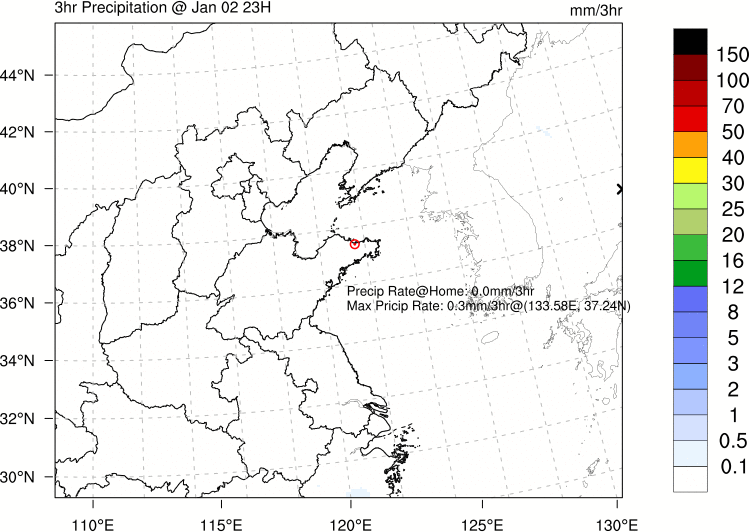 3hr Precipitation @ Jan 02 23H
mm/3hr
44°N
42°N
40°N
38°N
36°N
34°N
32°N
30°N
110°E
115°E
120°E
125°E
130°E
Precip Rate@Home: 0.0mm/3hr
Max Pricip Rate: 0.3mm/3hr@(133.58E, 37.24N)
150
100
70
50
40
30
25
20
16
12
8
5
3
2
1
0.5
0.1